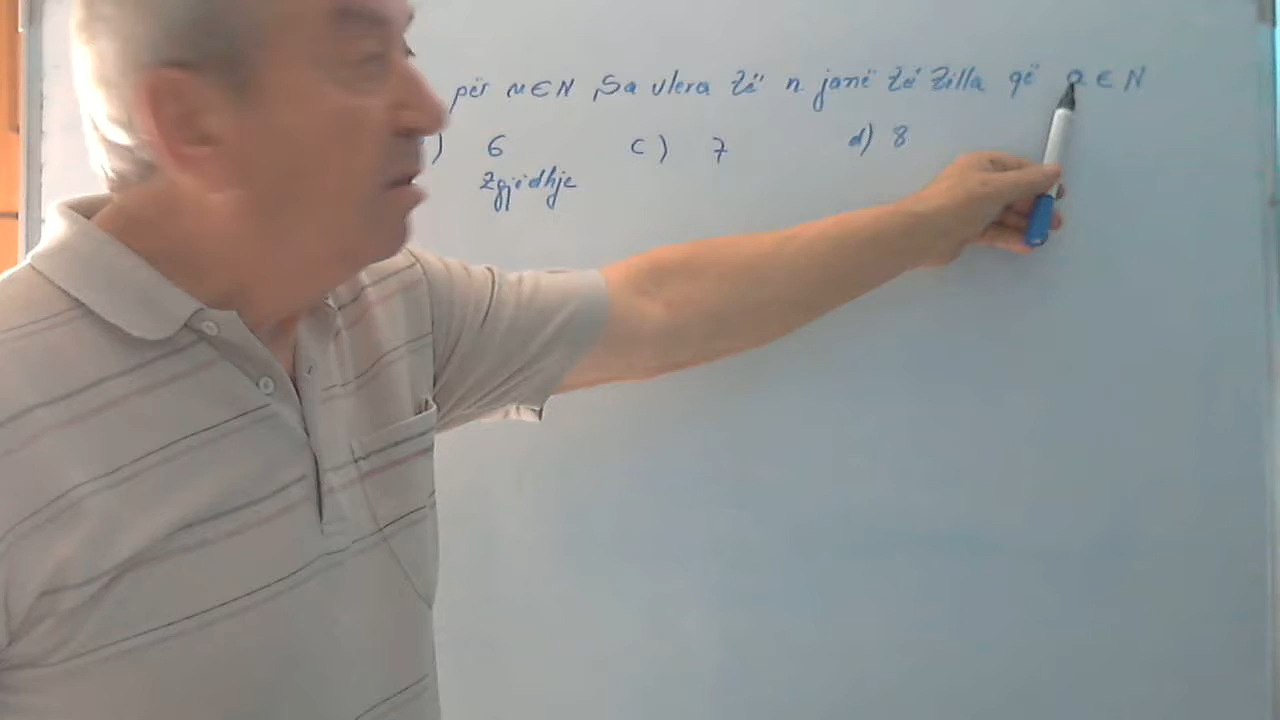 për n∈N, Sa vlera të n janë të tilla që a∈N
) 6 c) 7 d) 8
Zgjidhje